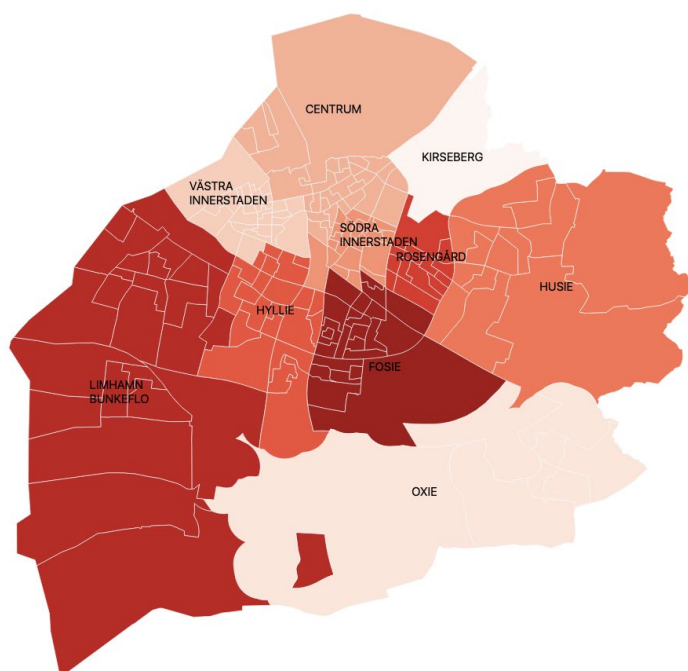 CENTRUM
KIRSEBERG
VÄSTRA
INNERSTADEN
SÖDRA
INNERSTADEN
ROSENGÅRD
HUSIE
HYLLIE
FOSIE
LIMHAMN
BUNKEFLO
OXIE